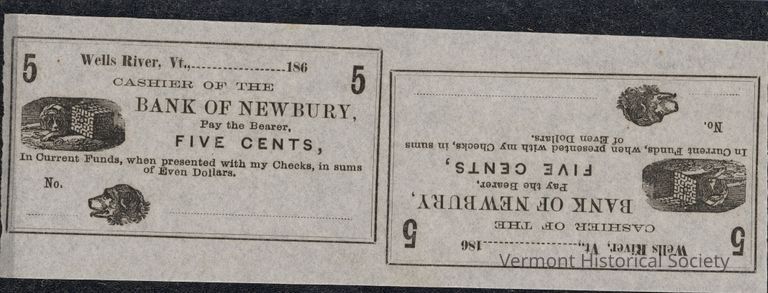 5 Wells River, Vt., 186 5
CASHIER OF THE
BANK OF NEWBURY,
Pay the Bearer,
FIVE CENTS,
In Current Funds, when presented with my Checks, in sums
of Even Dollars.
No.
5 Wells River, Vt., 186 5
CASHIER OF THE
BANK OF NEWBURY,
Pay the Bearer,
FIVE CENTS,
In Current Funds, when presented with my Checks, in sums
of Even Dollars.
No.
Vermont Historical Society